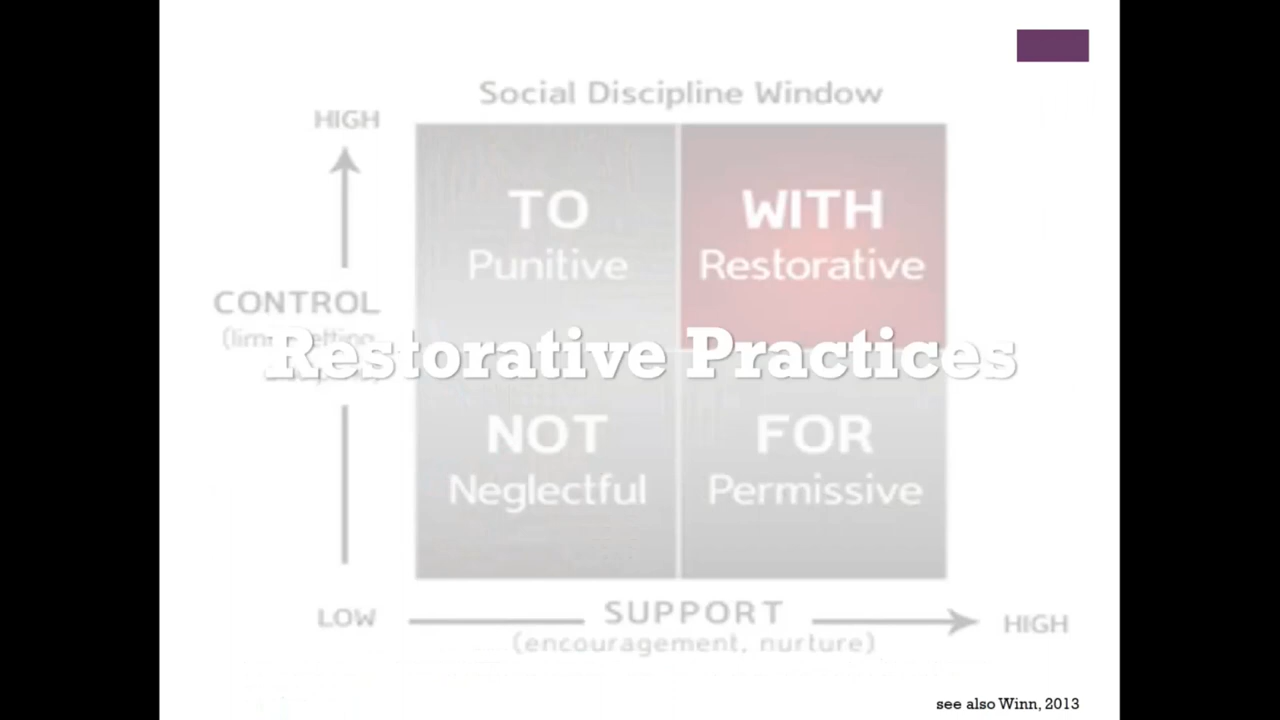 Social Discipline Window
HIGH
TO
WITH
Punitive
Restorative
CONTROL
Restorative Practices
NOT
FOR
Neglectful
Permissive
LOW
SUPPORT
HIGH
(encouragement, nurture)
see also Winn, 2013